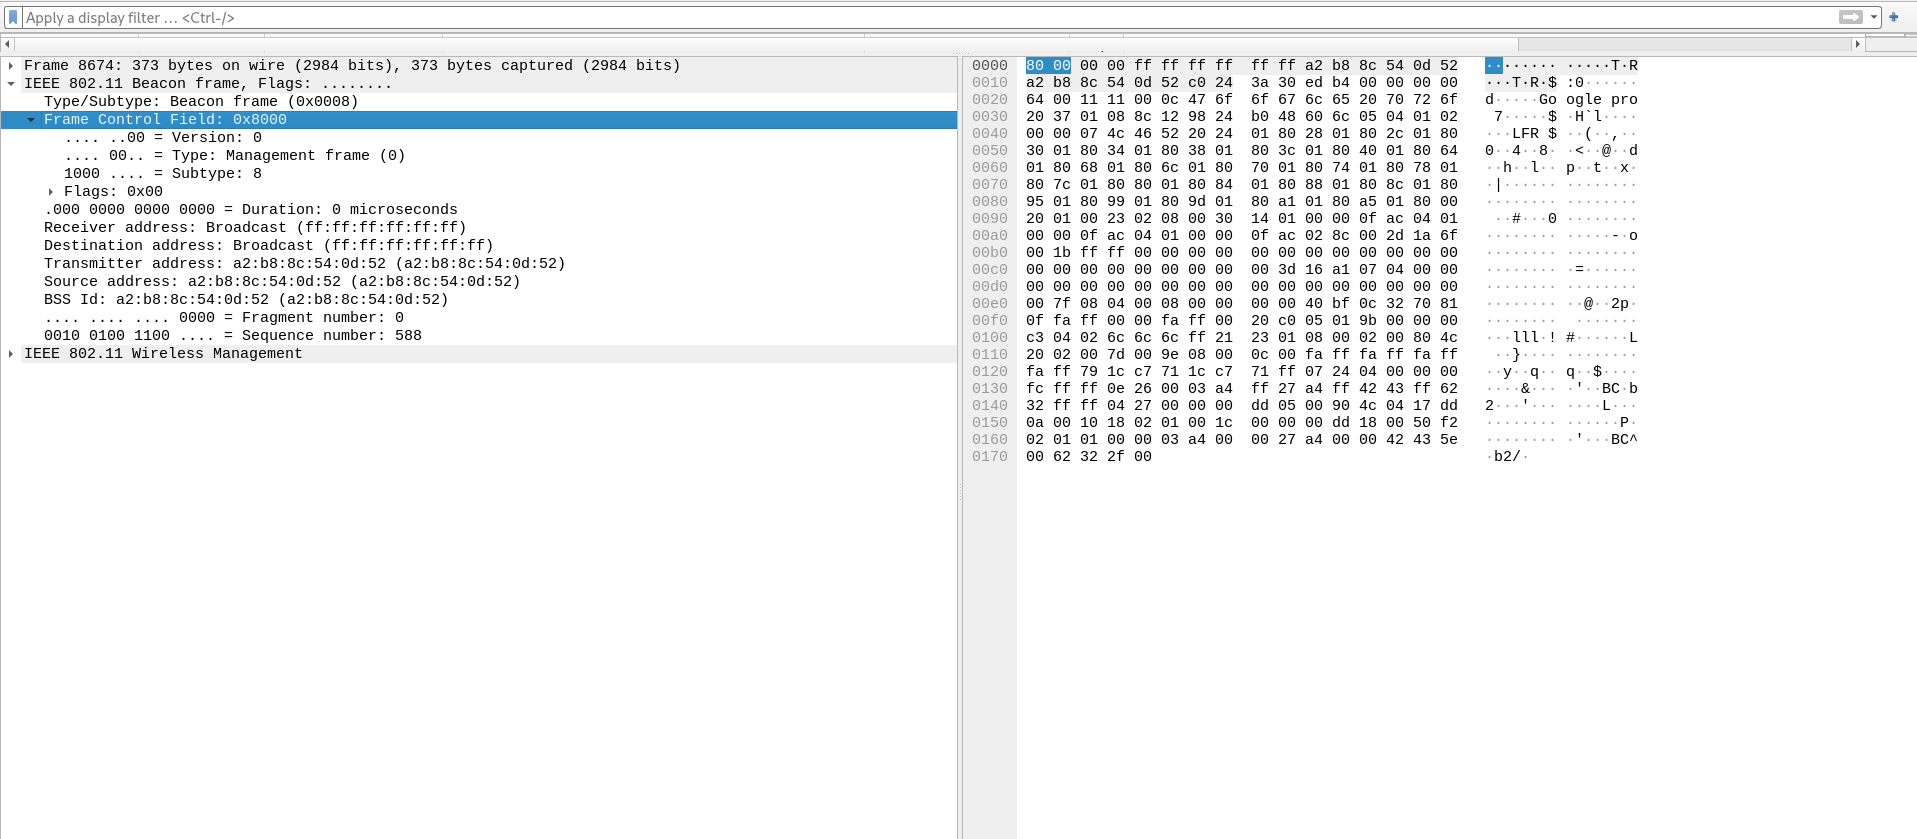 Apply a display filter … <Ctrl-/>
Frame 8674: 373 bytes on wire (2984 bits), 373 bytes captured (2984 bits)
IEEE 802.11 Beacon frame, Flags: ........
Type/Subtype: Beacon frame (0x0008)
Frame Control Field: 0x8000
.... ..00 = Version: 0
.... 00.. = Type: Management frame (0)
1000 .... = Subtype: 8
Flags: 0x00
.000 0000 0000 0000 = Duration: 0 microseconds
Receiver address: Broadcast (ff:ff:ff:ff:ff:ff)
Destination address: Broadcast (ff:ff:ff:ff:ff:ff)
Transmitter address: a2:b8:8c:54:0d:52 (a2:b8:8c:54:0d:52)
Source address: a2:b8:8c:54:0d:52 (a2:b8:8c:54:0d:52)
BSS Id: a2:b8:8c:54:0d:52 (a2:b8:8c:54:0d:52)
.... .... .... 0000 = Fragment number: 0
0010 0100 1100 .... = Sequence number: 588
IEEE 802.11 Wireless Management
0000 80 00 00 00 ff ff ff ff ff ff a2 b8 8c 54 0d 52 ········ ·····T·R
0010 a2 b8 8c 54 0d 52 c0 24 3a 30 ed b4 00 00 00 00 ···T·R·$ :0······
0020 64 00 11 11 00 0c 47 6f 6f 67 6c 65 20 70 72 6f d·····Go ogle pro
0030 20 37 01 08 8c 12 98 24 b0 48 60 6c 05 04 01 02  7·····$ ·H`l····
0040 00 00 07 4c 46 52 20 24 01 80 28 01 80 2c 01 80 ···LFR $ ··(··,··
0050 30 01 80 34 01 80 38 01 80 3c 01 80 40 01 80 64 0··4··8· ·<··@··d
0060 01 80 68 01 80 6c 01 80 70 01 80 74 01 80 78 01 ··h··l·· p··t··x·
0070 80 7c 01 80 80 01 80 84 01 80 88 01 80 8c 01 80 ·|······ ········
0080 95 01 80 99 01 80 9d 01 80 a1 01 80 a5 01 80 00 ········ ········
0090 20 01 00 23 02 08 00 30 14 01 00 00 0f ac 04 01  ··#···0 ········
00a0 00 00 0f ac 04 01 00 00 0f ac 02 8c 00 2d 1a 6f ········ ·····-·o
00b0 00 1b ff ff 00 00 00 00 00 00 00 00 00 00 00 00 ········ ········
00c0 00 00 00 00 00 00 00 00 00 3d 16 a1 07 04 00 00 ········ ·=······
00d0 00 00 00 00 00 00 00 00 00 00 00 00 00 00 00 00 ········ ········
00e0 00 7f 08 04 00 08 00 00 00 00 40 bf 0c 32 70 81 ········ ··@··2p·
00f0 0f fa ff 00 00 fa ff 00 20 c0 05 01 9b 00 00 00 ········  ·······
0100 c3 04 02 6c 6c 6c ff 21 23 01 08 00 02 00 80 4c ···lll·! #······L
0110 20 02 00 7d 00 9e 08 00 0c 00 fa ff fa ff fa ff  ··}···· ········
0120 fa ff 79 1c c7 71 1c c7 71 ff 07 24 04 00 00 00 ··y··q·· q··$····
0130 fc ff ff 0e 26 00 03 a4 ff 27 a4 ff 42 43 ff 62 ····&··· ·'··BC·b
0140 32 ff ff 04 27 00 00 00 dd 05 00 90 4c 04 17 dd 2···'··· ····L···
0150 0a 00 10 18 02 01 00 1c 00 00 00 dd 18 00 50 f2 ········ ······P·
0160 02 01 01 00 00 03 a4 00 00 27 a4 00 00 42 43 5e ········ ·'···BC^
0170 00 62 32 2f 00 ·b2/·